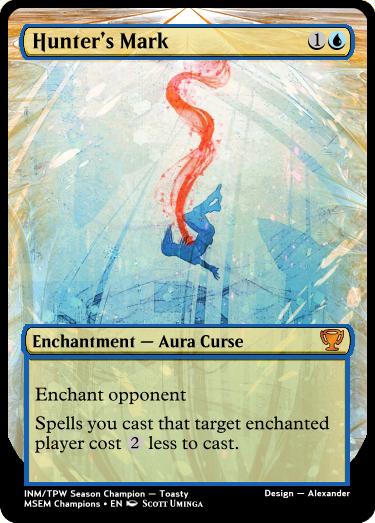 Hunter's Mark 1
Enchantment — Aura Curse
Enchant opponent
Spells you cast that target enchanted
player cost 2 less to cast.
INM/TPW Season Champion — Toasty Design — Alexander
MSEM Champions • EN Scott Uminga